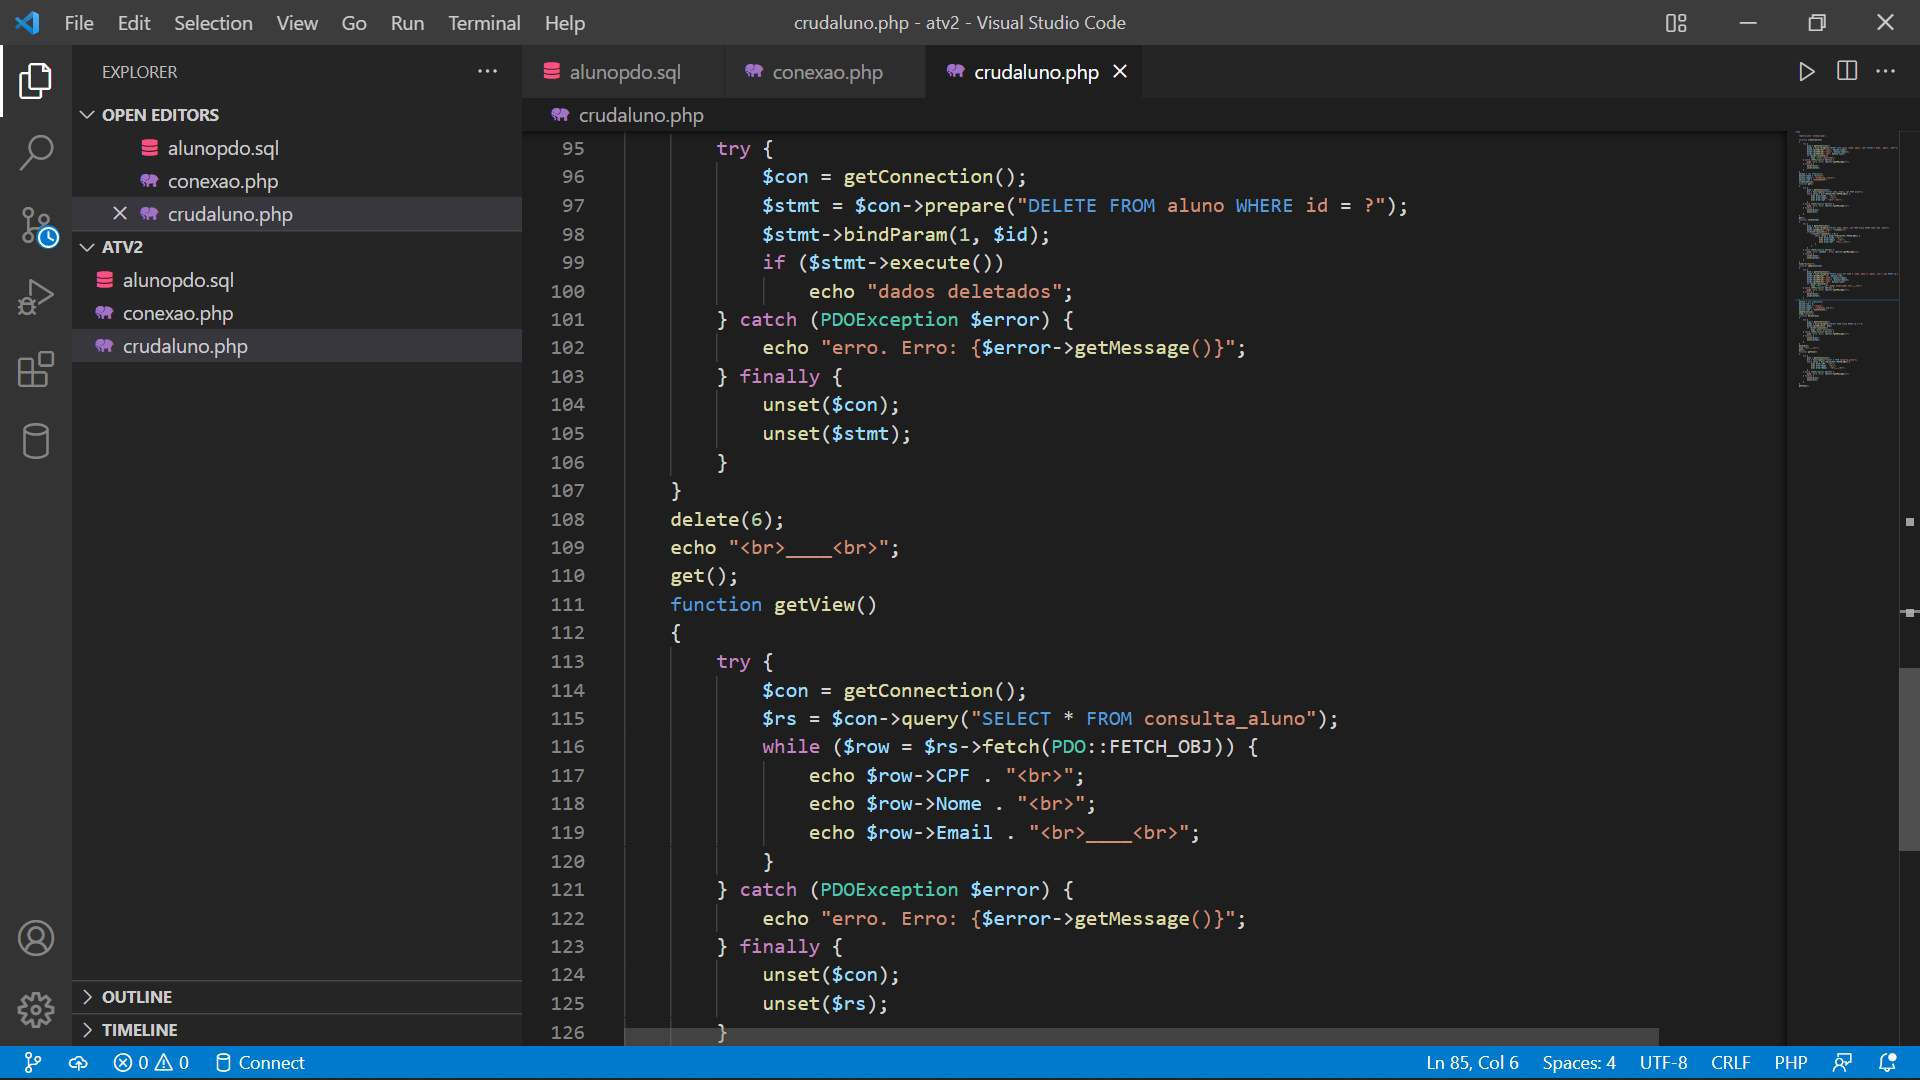 File Edit Selection View Go Run Terminal Help crudaluno.php - atv2 - Visual Studio Code
EXPLORER
OPEN EDITORS
alunopdo.sql
conexao.php
crudaluno.php
ATV2
alunopdo.sql
conexao.php
crudaluno.php
OUTLINE
TIMELINE
alunopdo.sql conexao.php crudaluno.php
crudaluno.php
95 try {
96 $con = getConnection();
97 $stmt = $con->prepare("DELETE FROM aluno WHERE id = ?");
98 $stmt->bindParam(1, $id);
99 if ($stmt->execute())
100 echo "dados deletados";
101 } catch (PDOException $error) {
102 echo "erro. Erro: {$error->getMessage()}";
103 } finally {
104 unset($con);
105 unset($stmt);
106 }
107 }
108 delete(6);
109 echo "<br>____<br>";
110 get();
111 function getView()
112 {
113 try {
114 $con = getConnection();
115 $rs = $con->query("SELECT * FROM consulta_aluno");
116 while ($row = $rs->fetch(PDO::FETCH_OBJ)) {
117 echo $row->CPF . "<br>";
118 echo $row->Nome . "<br>";
119 echo $row->Email . "<br>____<br>";
120 }
121 } catch (PDOException $error) {
122 echo "erro. Erro: {$error->getMessage()}";
123 } finally {
124 unset($con);
125 unset($rs);
126 }
0 0 Connect Ln 85, Col 6 Spaces: 4 UTF-8 CRLF PHP